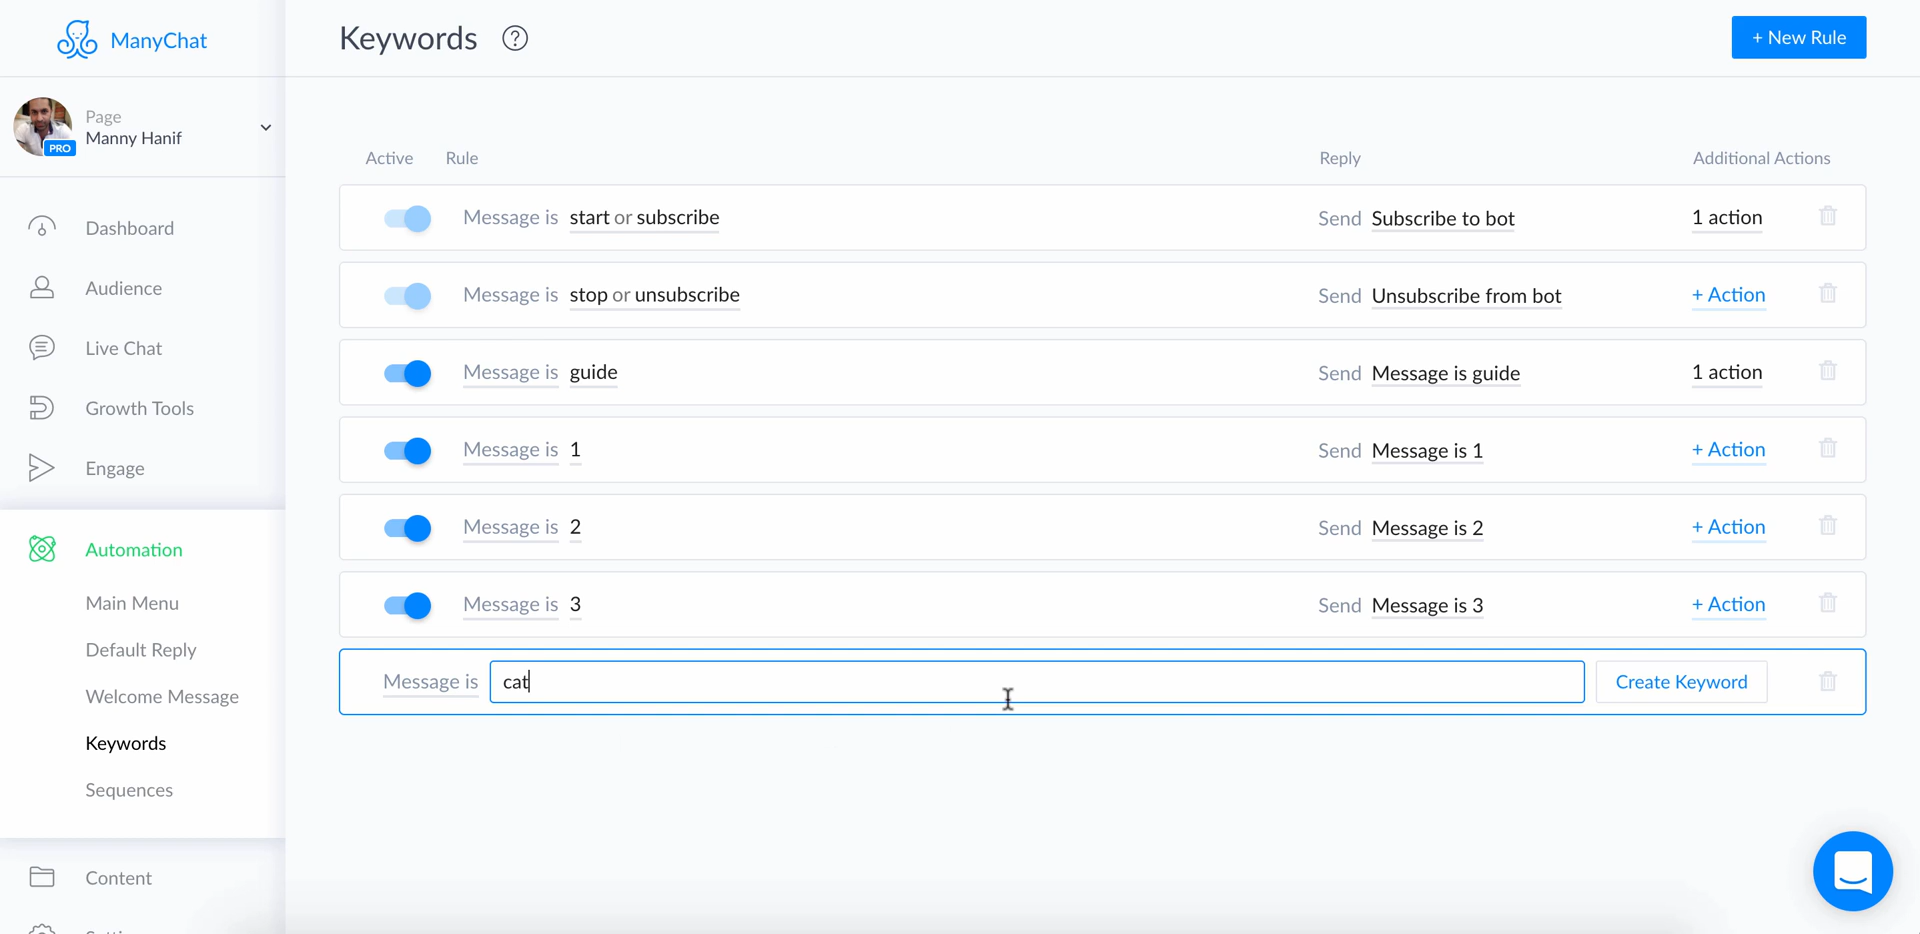 ManyChat
Keywords ?
+ New Rule
Page
Manny Hanif
PRO
Dashboard
Audience
Live Chat
Growth Tools
Engage
Automation
Main Menu
Default Reply
Welcome Message
Keywords
Sequences
Content
Active Rule Reply Additional Actions
Message is start or subscribe Send Subscribe to bot 1 action
Message is stop or unsubscribe Send Unsubscribe from bot + Action
Message is guide Send Message is guide 1 action
Message is 1 Send Message is 1 + Action
Message is 2 Send Message is 2 + Action
Message is 3 Send Message is 3 + Action
Message is cat Create Keyword